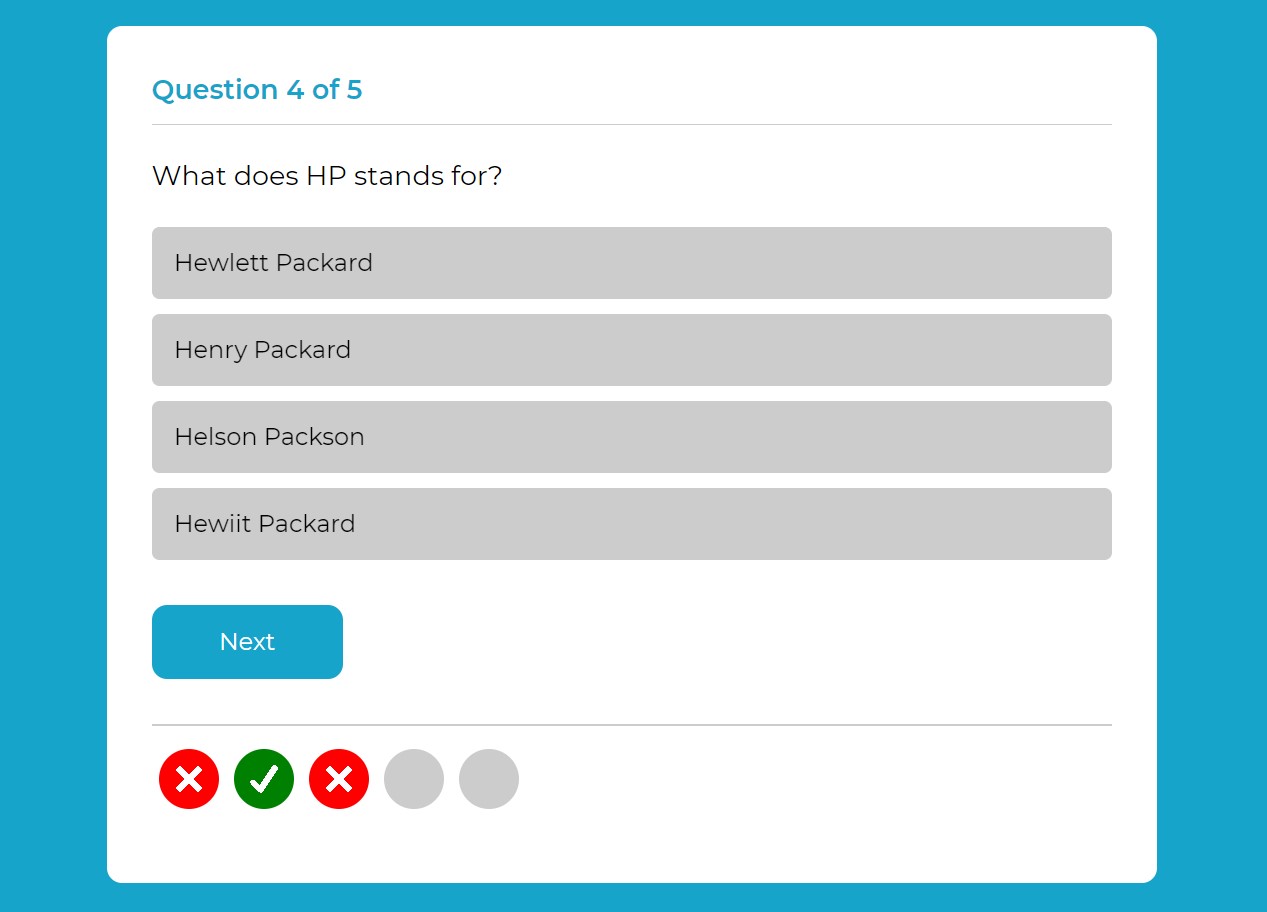 Question 4 of 5
What does HP stands for?
Hewlett Packard
Henry Packard
Helson Packson
Hewiit Packard
Next